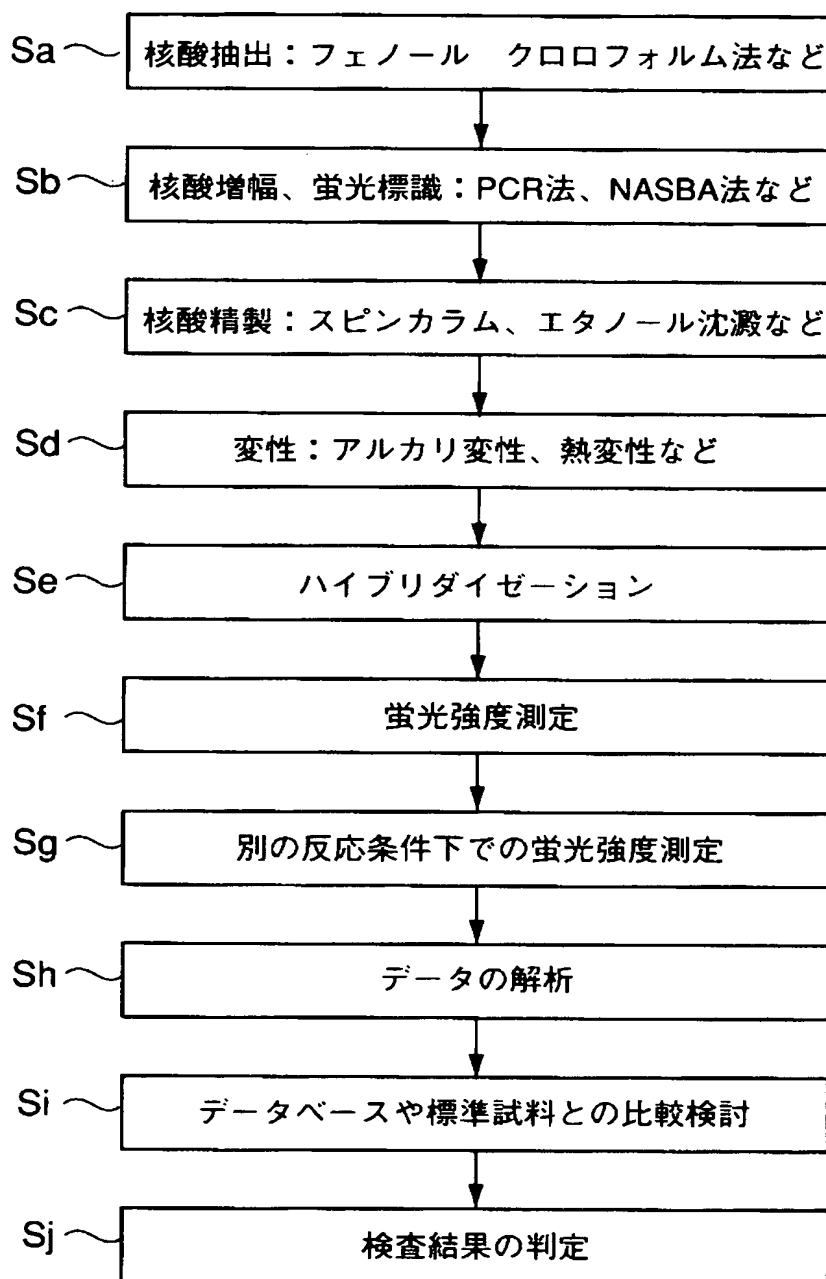 Sa 核酸抽出：フェノール　クロロフォルム法など
Sb 核酸増幅、蛍光標識：PCR法、NASBA法など
Sc 核酸精製：スピンカラム、エタノール沈澱など
Sd 変性：アルカリ変性、熱変性など
Se ハイブリダイゼーション
Sf 蛍光強度測定
Sg 別の反応条件下での蛍光強度測定
Sh データの解析
Si データベースや標準試料との比較検討
Sj 検査結果の判定